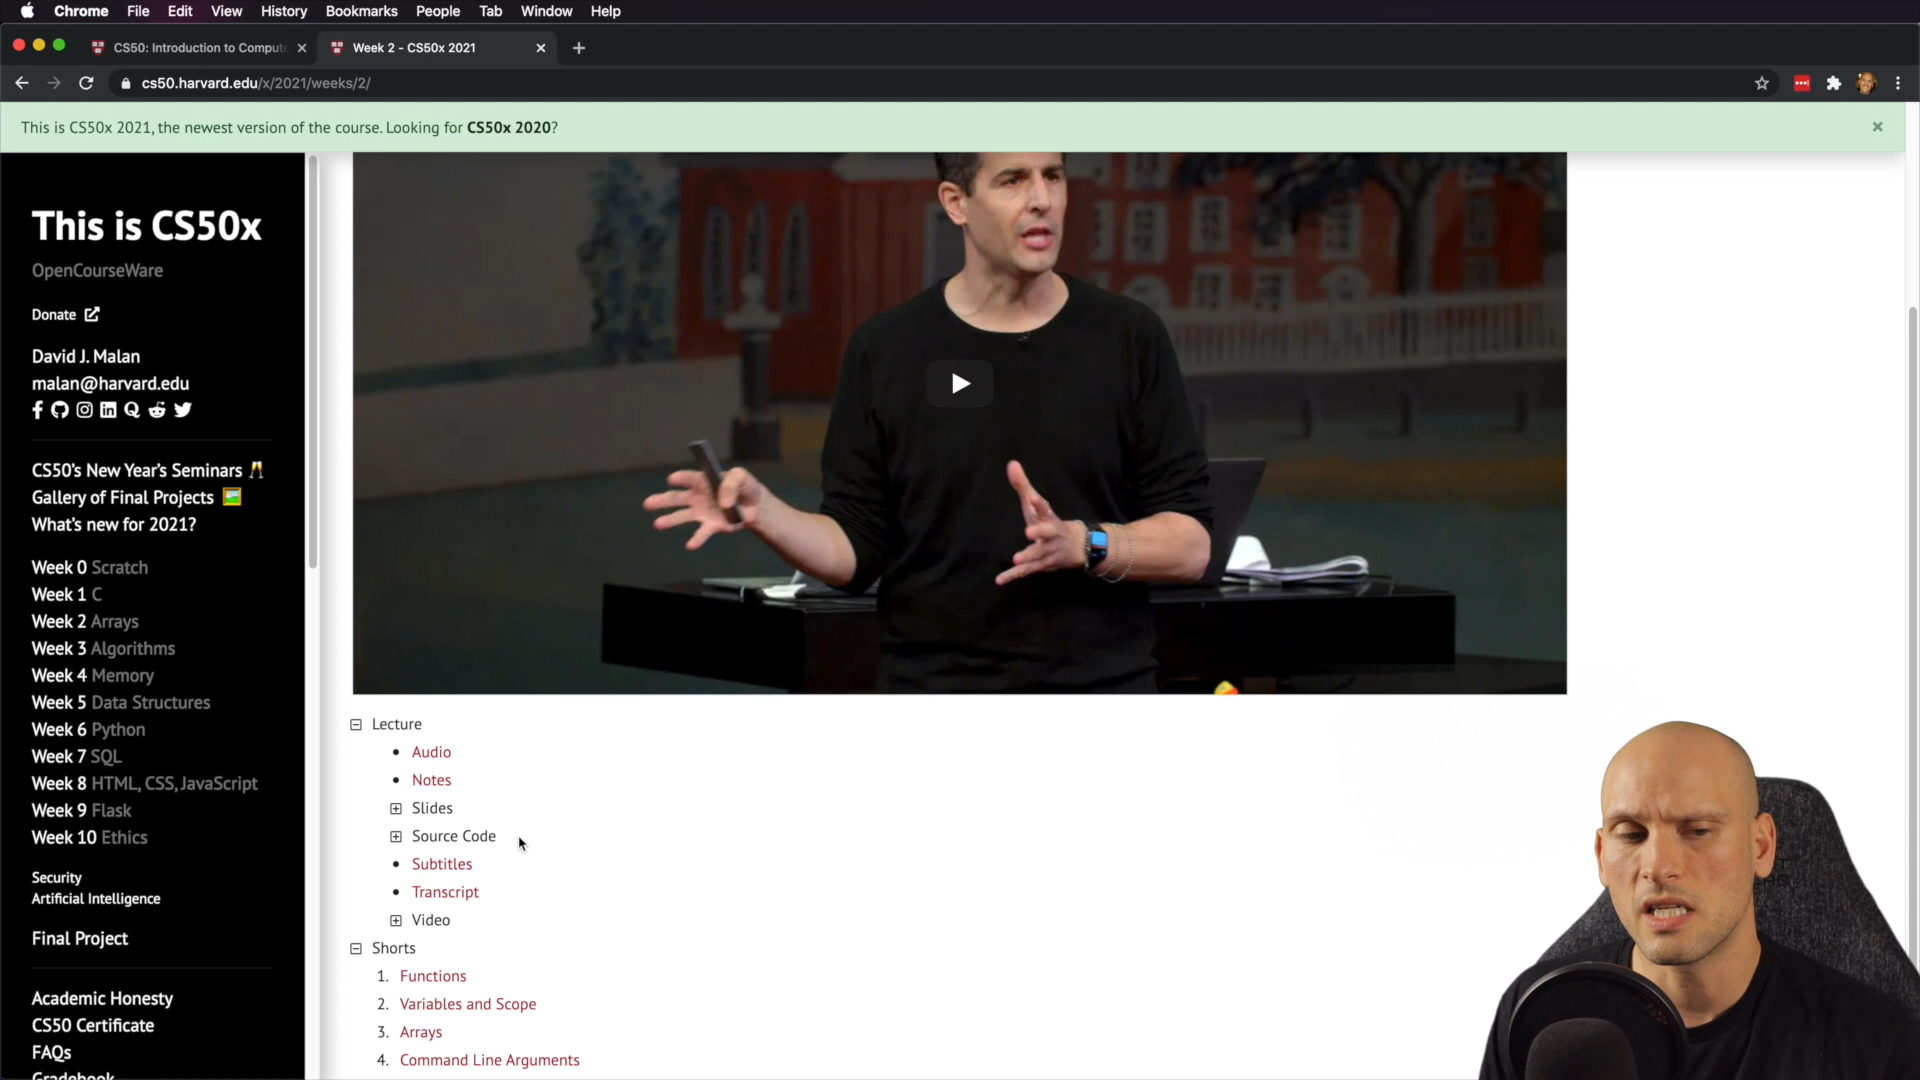 Chrome File Edit View History Bookmarks People Tab Window Help
CS50: Introduction to Compute
Week 2 - CS50x 2021
cs50.harvard.edu/x/2021/weeks/2/
This is CS50x 2021, the newest version of the course. Looking for CS50x 2020?
This is CS50x
OpenCourseWare
Donate
David J. Malan
malan@harvard.edu
CS50's New Year's Seminars
Gallery of Final Projects
What's new for 2021?
Week 0 Scratch
Week 1 C
Week 2 Arrays
Week 3 Algorithms
Week 4 Memory
Week 5 Data Structures
Week 6 Python
Week 7 SQL
Week 8 HTML, CSS, JavaScript
Week 9 Flask
Week 10 Ethics
Security
Artificial Intelligence
Final Project
Academic Honesty
CS50 Certificate
FAQs
Gradebook
Lecture
Audio
Notes
Slides
Source Code
Subtitles
Transcript
Video
Shorts
1. Functions
2. Variables and Scope
3. Arrays
4. Command Line Arguments